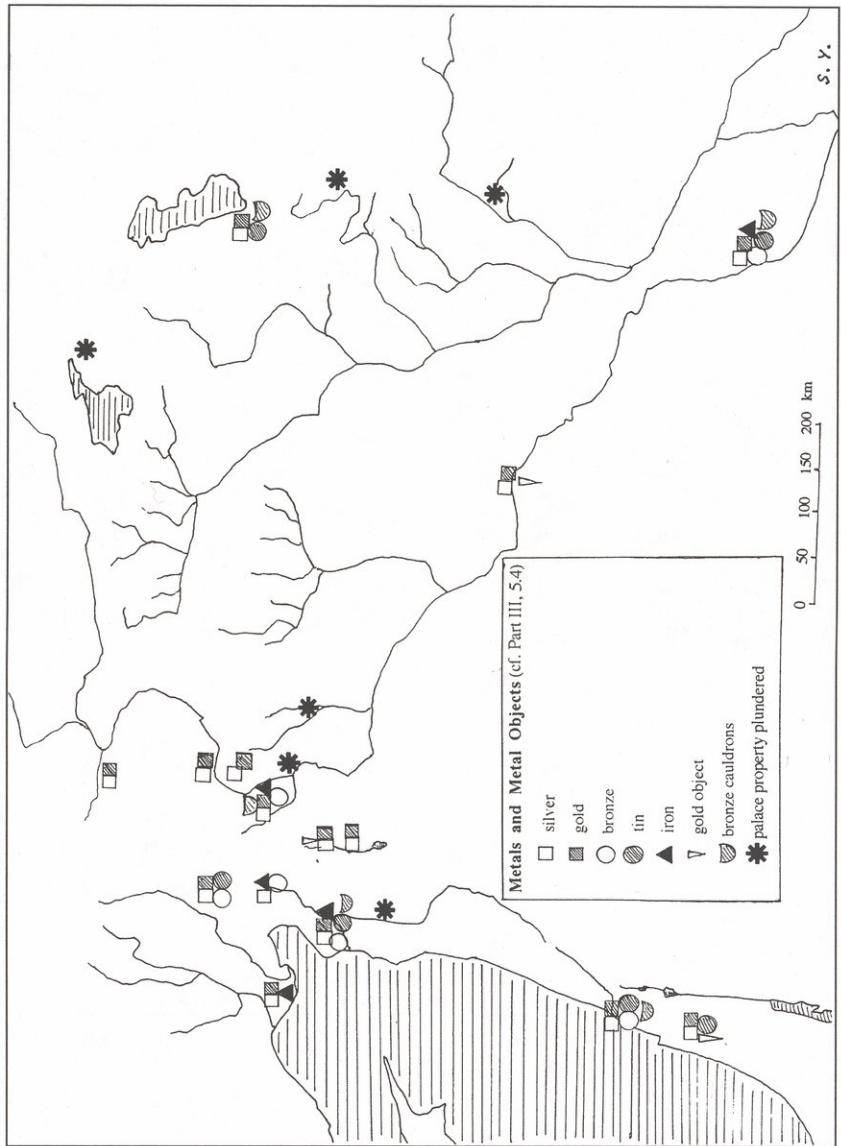 Metals and Metal Objects (cf. Part III, 5.4)
silver
gold
bronze
tin
iron
gold object
bronze cauldrons
palace property plundered
0 50 100 150 200 km
S.Y.